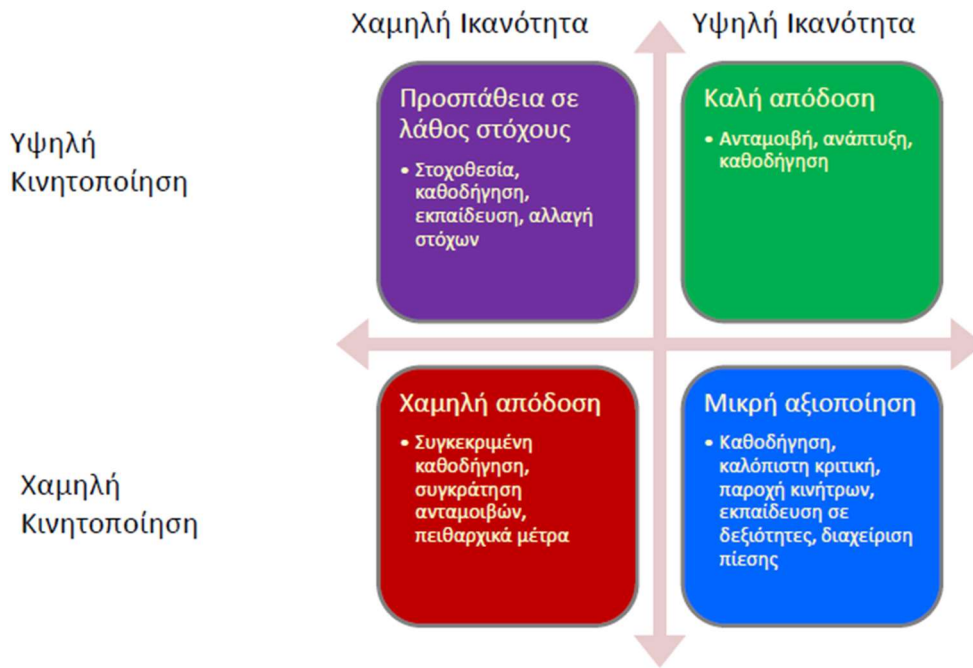 Χαμηλή Ικανότητα
Υψηλή Ικανότητα
Υψηλή
Κινητοποίηση
Προσπάθεια σε
λάθος στόχους
• Στοχοθεσία,
καθοδήγηση,
εκπαίδευση, αλλαγή
στόχων
Καλή απόδοση
• Ανταμοιβή, ανάπτυξη,
καθοδήγηση
Χαμηλή
Κινητοποίηση
Χαμηλή απόδοση
• Συγκεκριμένη
καθοδήγηση,
συγκράτηση
ανταμοιβών,
πειθαρχικά μέτρα
Μικρή αξιοποίηση
• Καθοδήγηση,
καλόπιστη κριτική,
παροχή κινήτρων,
εκπαίδευση σε
δεξιότητες, διαχείριση
πίεσης